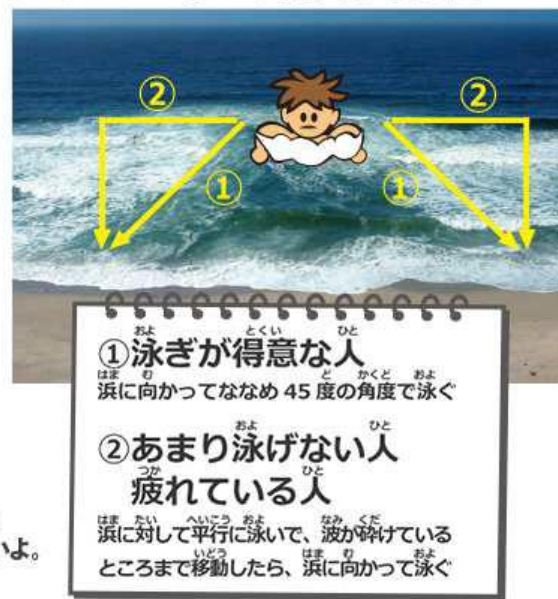 ② ②
① ①
①泳ぎが得意な人
浜に向かってななめ 45 度の角度で泳ぐ
②あまり泳げない人
疲れている人
浜に対して平行に泳いで、波が砕けている
ところまで移動したら、浜に向かって泳ぐ
よ。